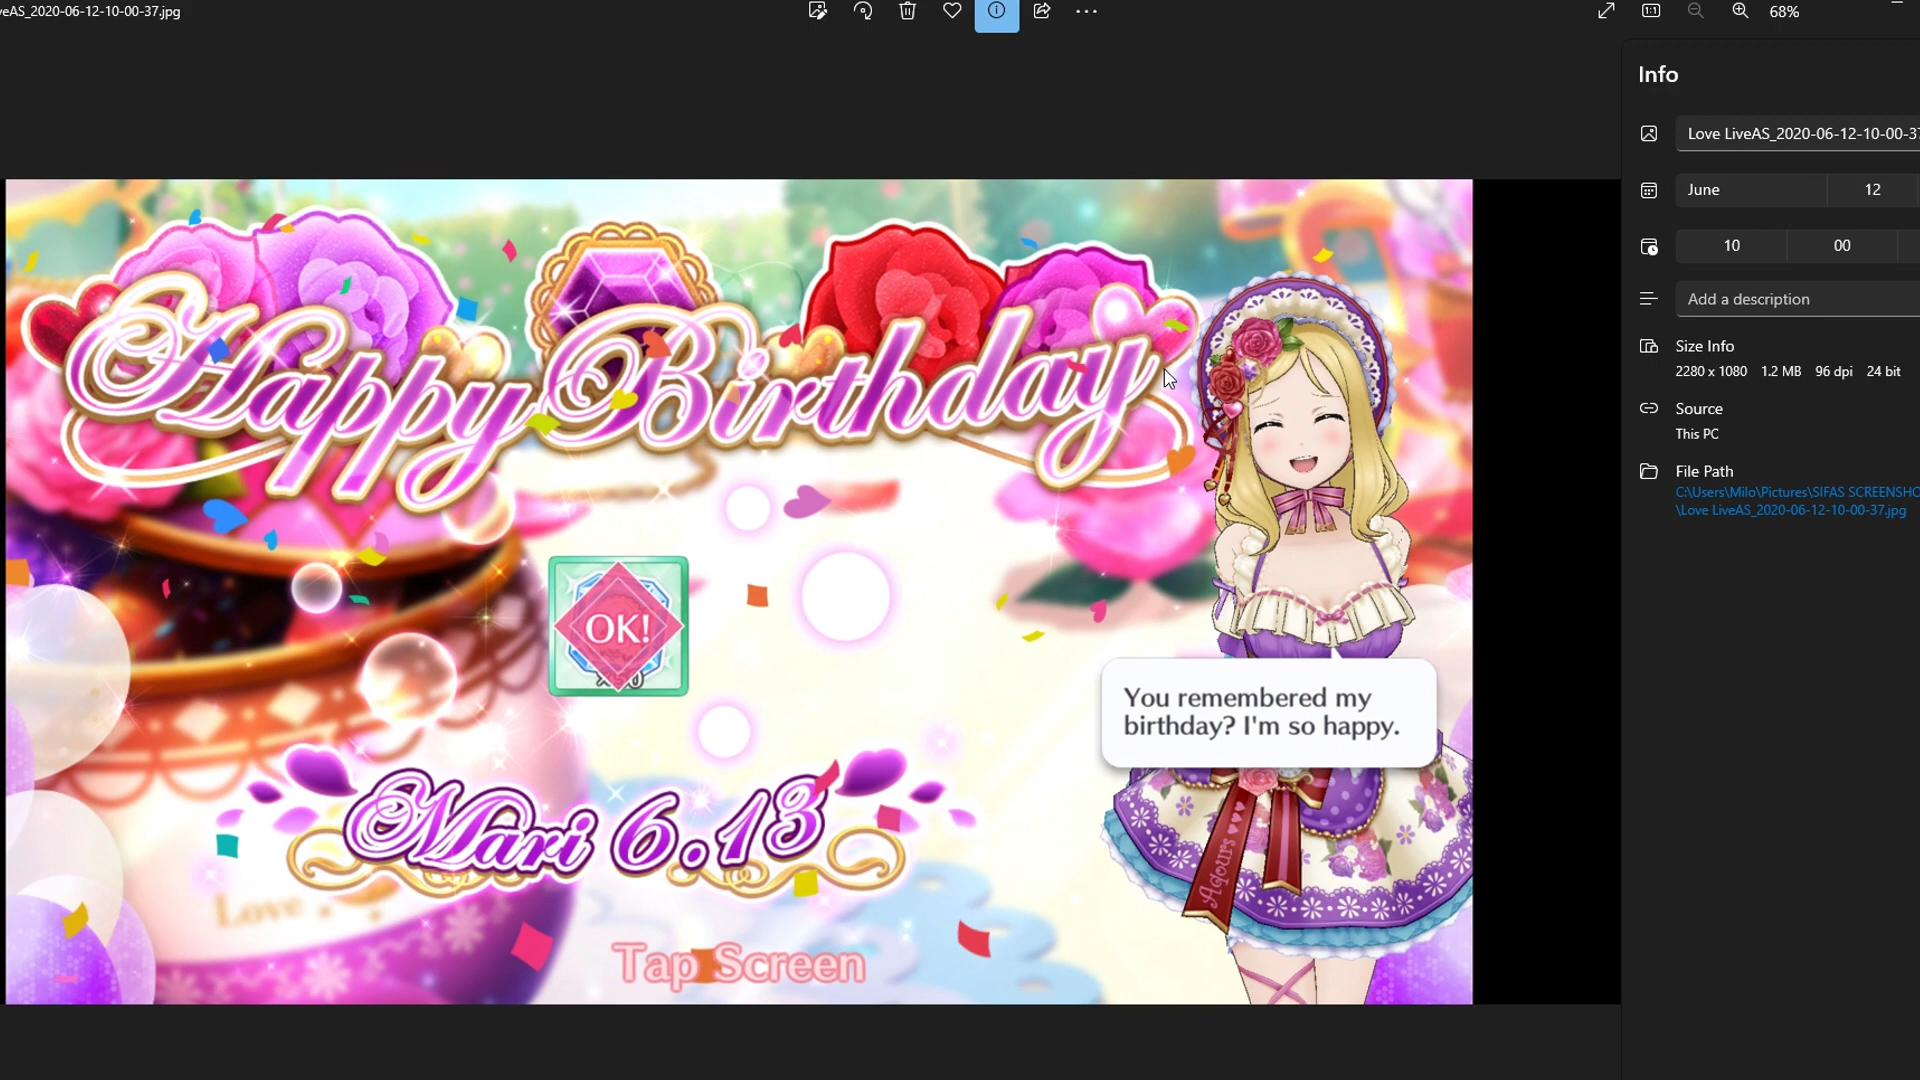 veAS_2020-06-12-10-00-37.jpg
68%
Info
Love LiveAS_2020-06-12-10-00-37
June 12
10 00
Add a description
Size Info
2280 x 1080 1.2 MB 96 dpi 24 bit
Source
This PC
File Path
C:\Users\Milo\Pictures\SIFAS SCREENSHO
\Love LiveAS_2020-06-12-10-00-37.jpg
Happy Birthday
OK!
You remembered my
birthday? I'm so happy.
Aqours
Mari 6.13
Love
Tap Screen